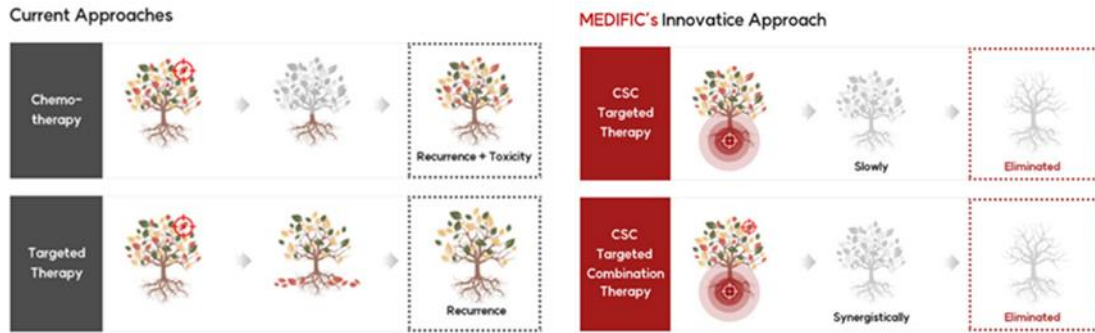 Current Approaches
Chemo-
therapy
Recurrence + Toxicity
Targeted
Therapy
Recurrence
MEDIFIC's Innovatice Approach
CSC
Targeted
Therapy
Slowly
Eliminated
CSC
Targeted
Combination
Therapy
Synergistically
Eliminated